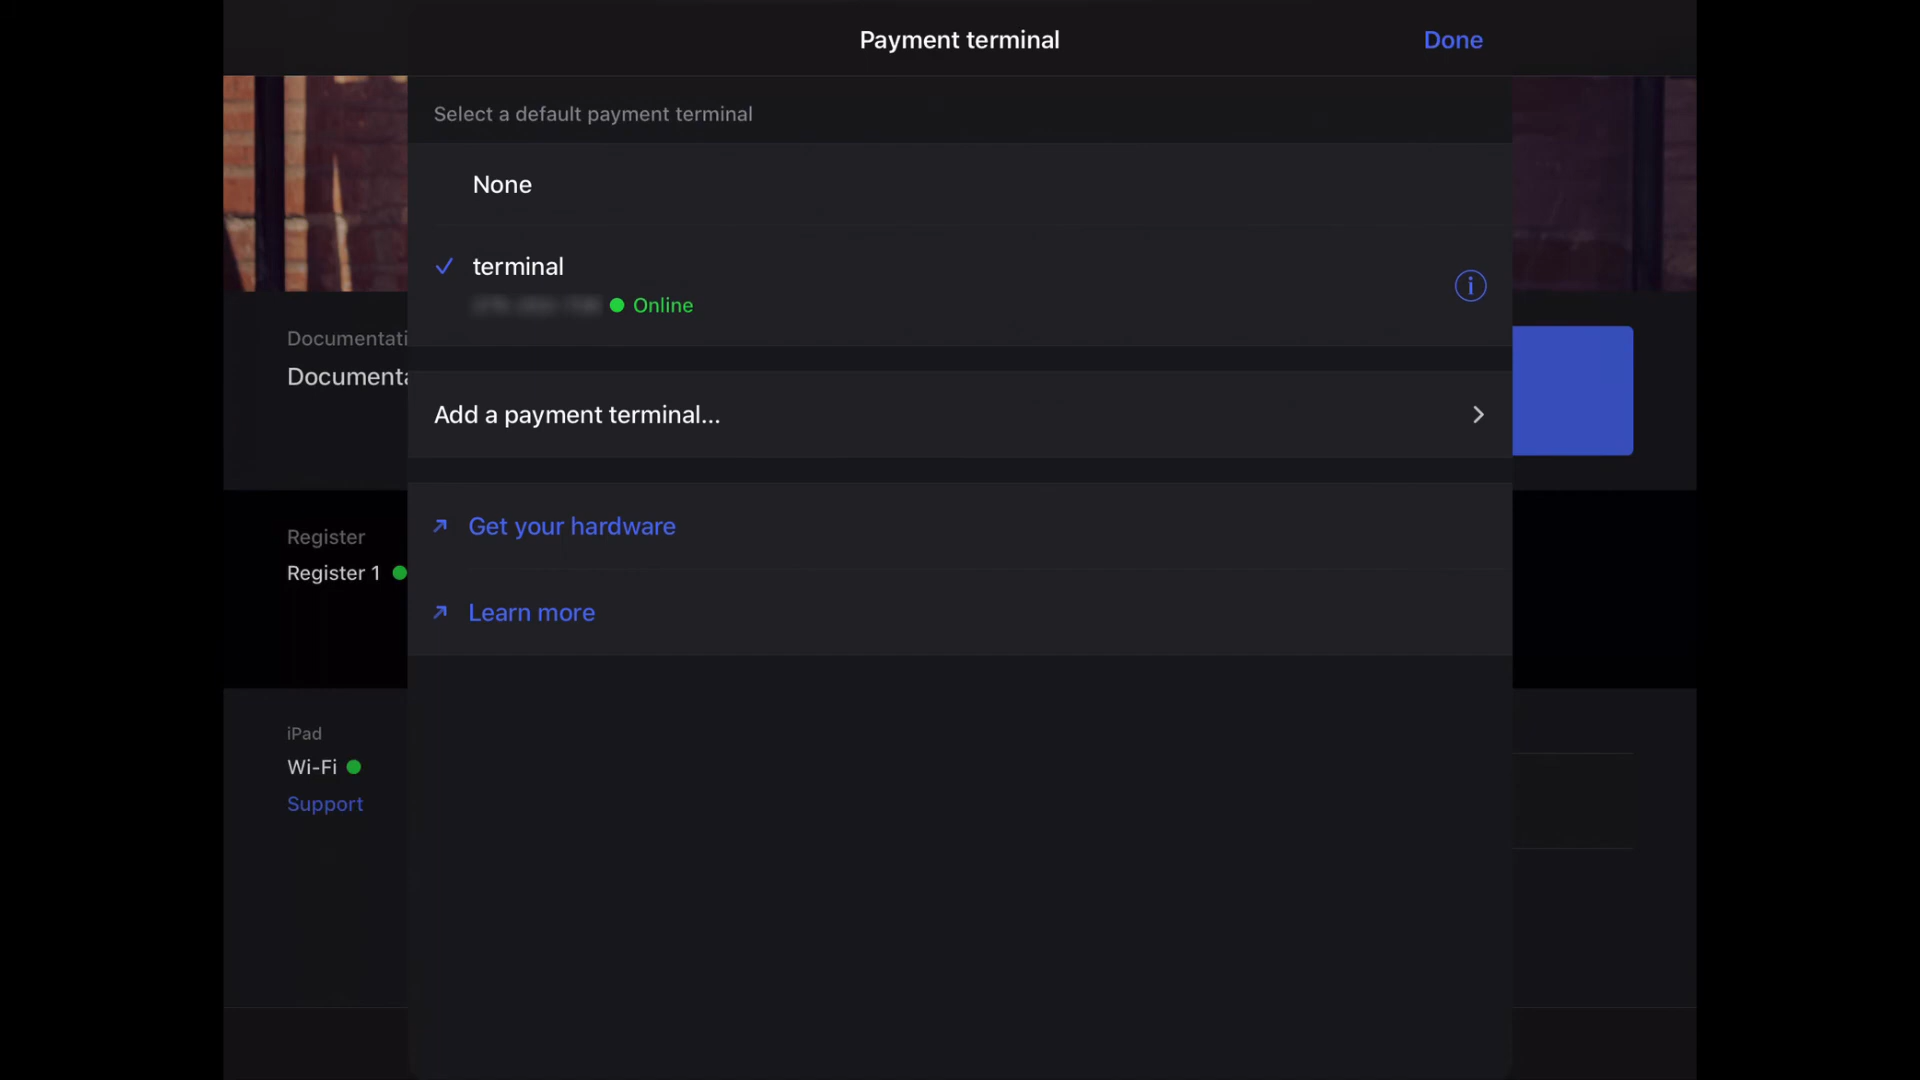 Payment terminal
Done
Select a default payment terminal
None
terminal
Online
Documentati
Documenta
Add a payment terminal...
Get your hardware
Register
Register 1
Learn more
iPad
Wi-Fi
Support